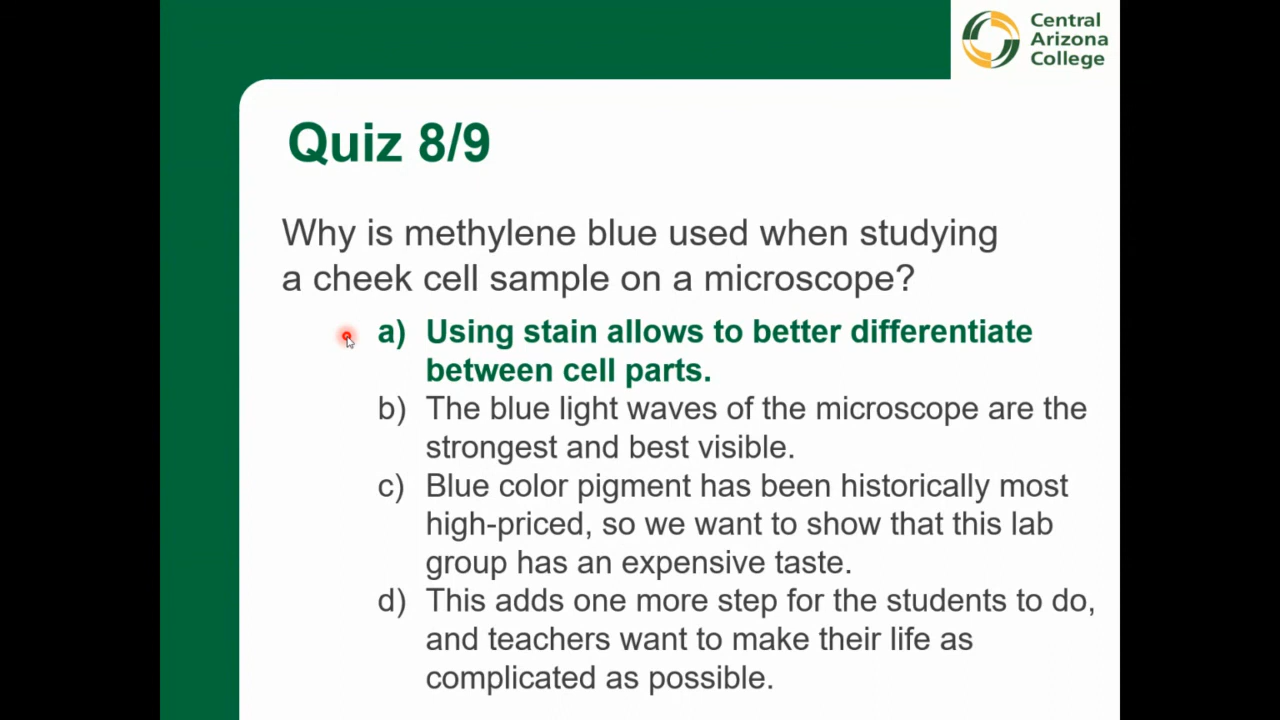 Central
Arizona
College
Quiz 8/9
Why is methylene blue used when studying
a cheek cell sample on a microscope?
a) Using stain allows to better differentiate
between cell parts.
b) The blue light waves of the microscope are the
strongest and best visible.
c) Blue color pigment has been historically most
high-priced, so we want to show that this lab
group has an expensive taste.
d) This adds one more step for the students to do,
and teachers want to make their life as
complicated as possible.